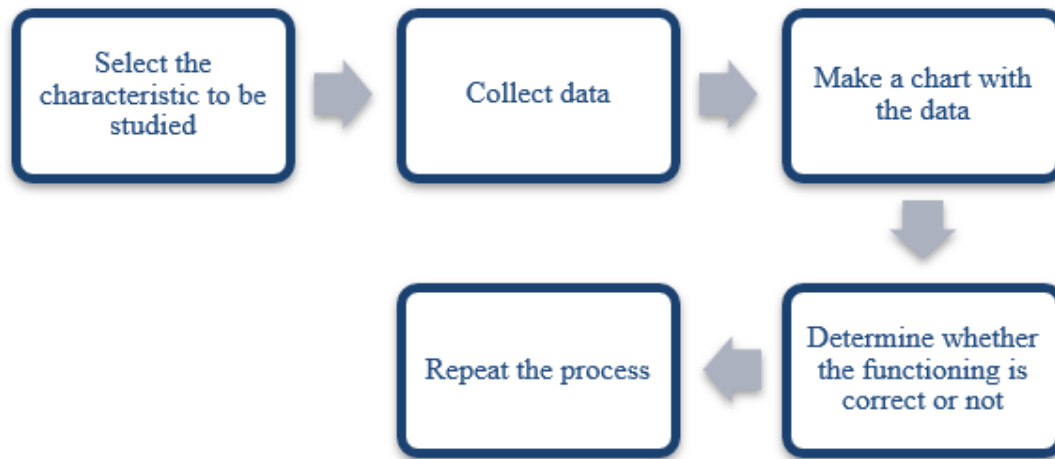 Select the
characteristic to be
studied
Collect data
Make a chart with
the data
Determine whether
the functioning is
correct or not
Repeat the process